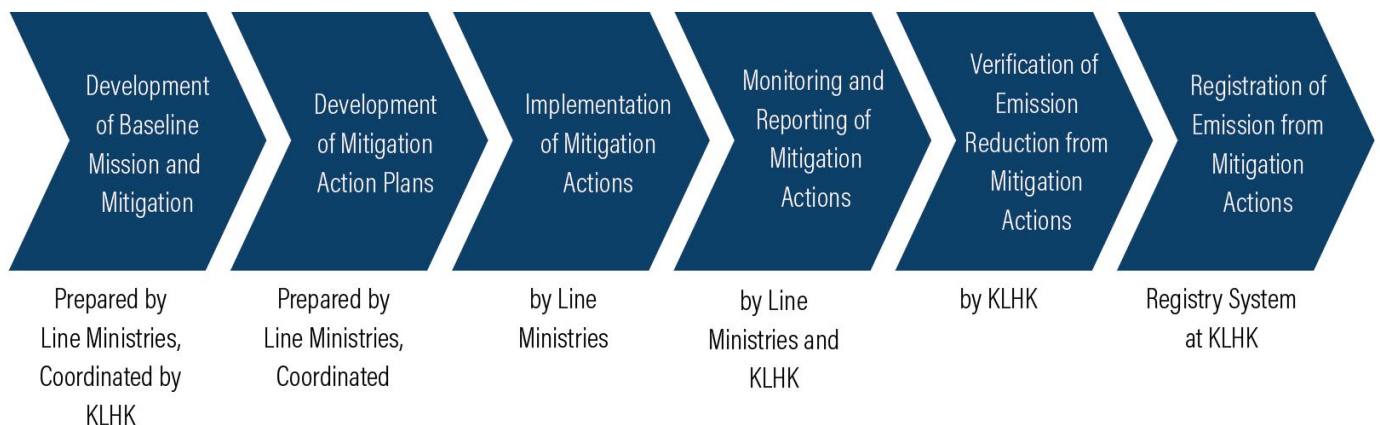 Development
of Baseline
Mission and
Mitigation
Prepared by
Line Ministries,
Coordinated by
KLHK
Development
of Mitigation
Action Plans
Prepared by
Line Ministries,
Coordinated
Implementation
of Mitigation
Actions
by Line
Ministries
Monitoring and
Reporting of
Mitigation
Actions
by Line
Ministries and
KLHK
Verification of
Emission
Reduction from
Mitigation
Actions
by KLHK
Registration of
Emission from
Mitigation
Actions
Registry System
at KLHK